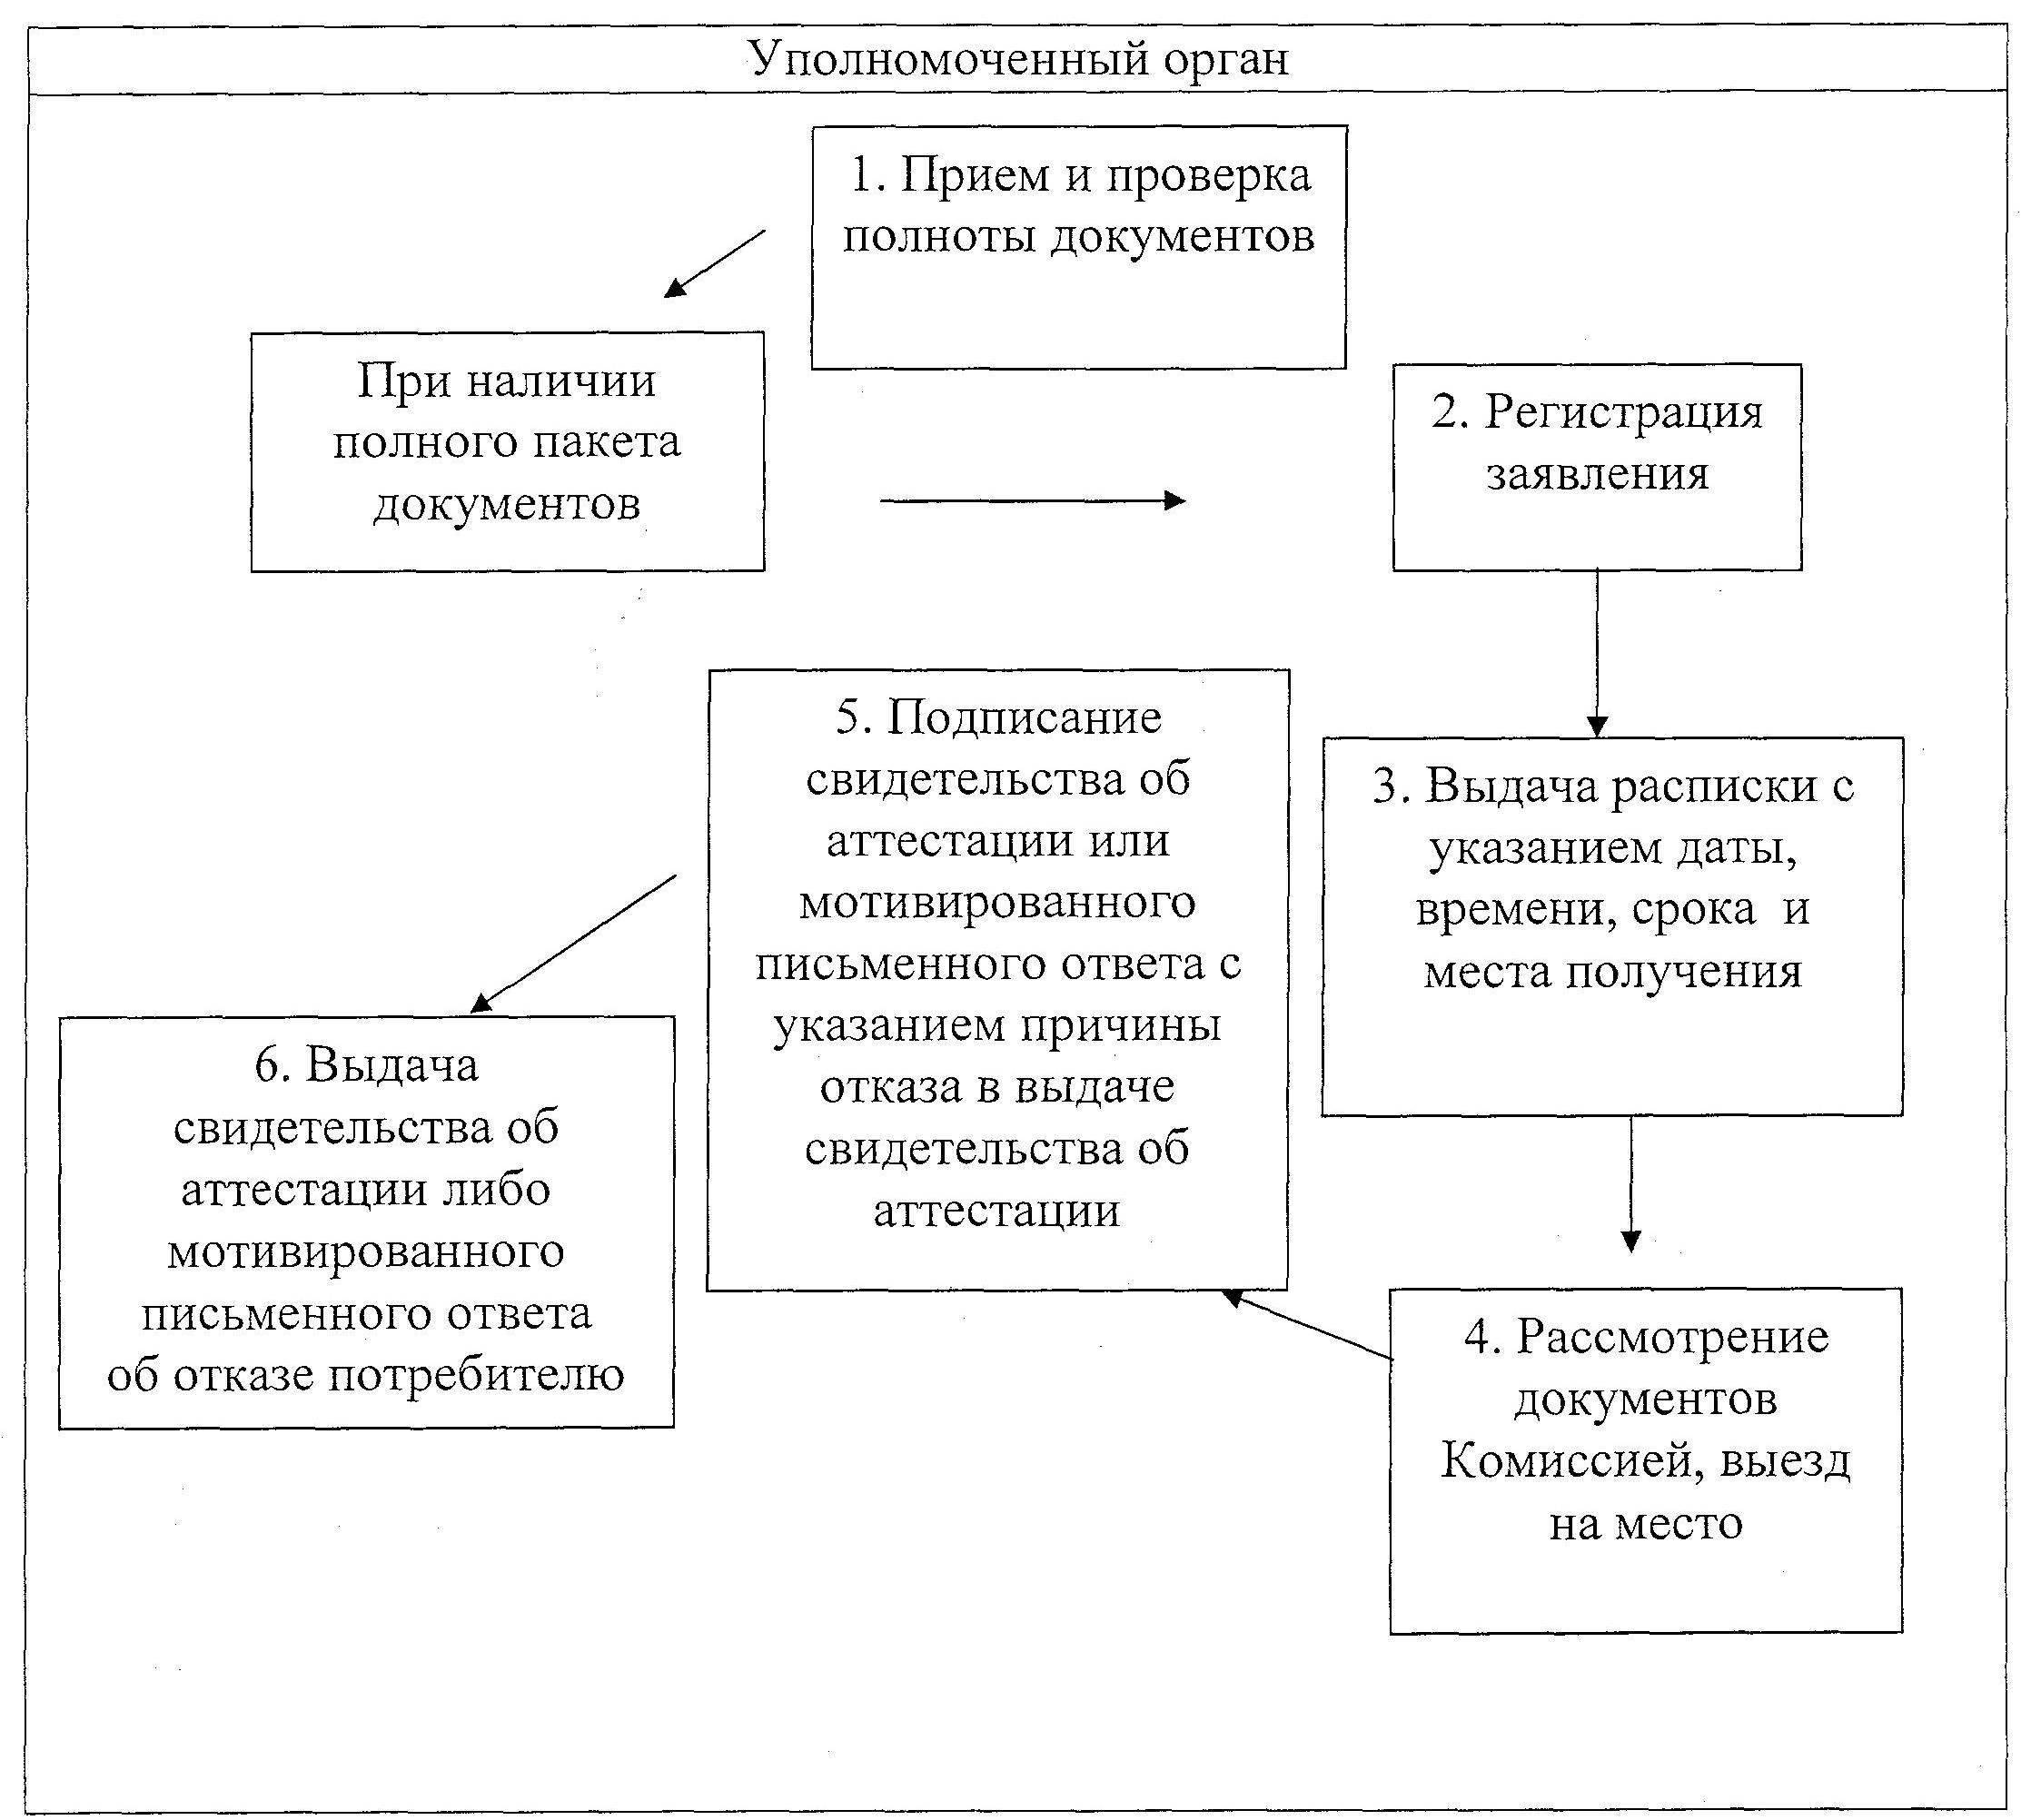 Уполномоченный орган
1. Прием и проверка
полноты документов
При наличии
полного пакета
документов
2. Регистрация
заявления
3. Выдача расписки с
указанием даты,
времени, срока и
места получения
4. Рассмотрение
документов
Комиссией, выезд
на место
5. Подписание
свидетельства об
аттестации или
мотивированного
письменного ответа с
указанием причины
отказа в выдаче
свидетельства об
аттестации
6. Выдача
свидетельства об
аттестации либо
мотивированного
письменного ответа
об отказе потребителю